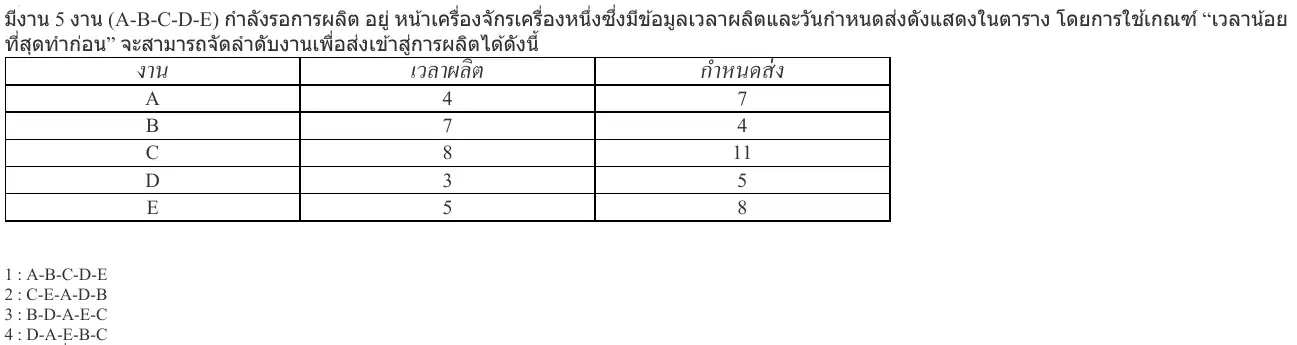 มีงาน 5 งาน (A-B-C-D-E) กำลังรอการผลิต อยู่ หน้าเครื่องจักรเครื่องหนึ่งซึ่งมีข้อมูลเวลาผลิตและวันกำหนดส่งดังแสดงในตาราง โดยการใช้เกณฑ์ “เวลาน้อย
ที่สุดทำก่อน” จะสามารถจัดลำดับงานเพื่อส่งเข้าสู่การผลิตได้ดังนี้
งาน เวลาผลิต กำหนดส่ง
A 4 7
B 7 4
C 8 11
D 3 5
E 5 8
1 : A-B-C-D-E
2 : C-E-A-D-B
3 : B-D-A-E-C
4 : D-A-E-B-C